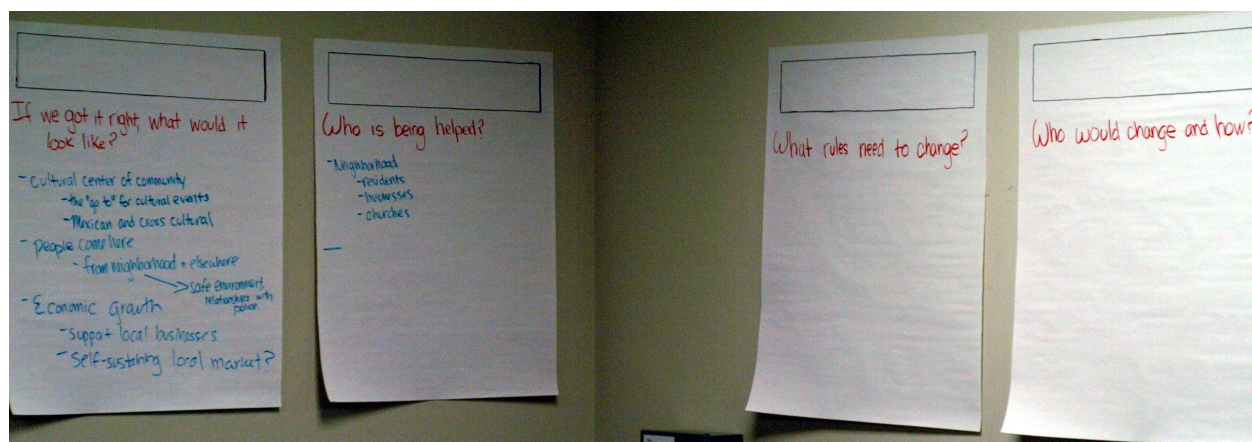 If we got it right, what would it
look like?
- Cultural center of community
- the "go to" for cultural events
- Mexican and cross cultural
- People come here
- from neighborhood + elsewhere
safe environment,
relationships with
police.
- Economic growth
- support local businesses
- Self-sustaining local market?
Who is being helped?
- Neighborhood
- residents
- businesses
- churches
-
What rules need to change?
Who would change and how?